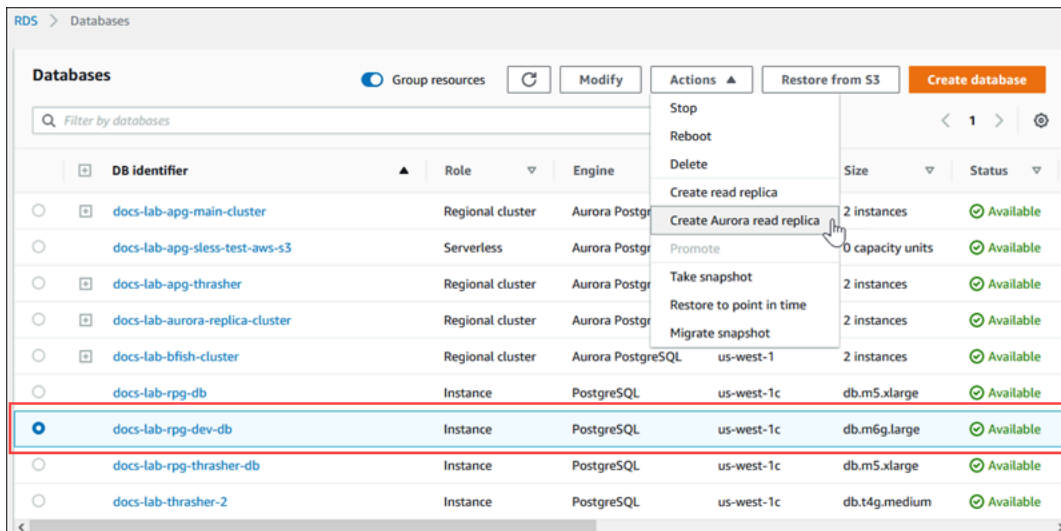 RDS > Databases
Databases
Group resources
Modify
Actions ▲
Restore from S3
Create database
Filter by databases
< 1 >
Stop
Reboot
Delete
Create read replica
Create Aurora read replica
Promote
Take snapshot
Restore to point in time
Migrate snapshot
DB identifier ▲ Role Engine Size Status
docs-lab-apg-main-cluster Regional cluster Aurora Postgr 2 instances Available
docs-lab-apg-sless-test-aws-s3 Serverless Aurora Postgr 0 capacity units Available
docs-lab-apg-thrasher Regional cluster Aurora Postgr 2 instances Available
docs-lab-aurora-replica-cluster Regional cluster Aurora Postgr 2 instances Available
docs-lab-bfish-cluster Regional cluster Aurora PostgreSQL us-west-1 2 instances Available
docs-lab-rpg-db Instance PostgreSQL us-west-1c db.m5.xlarge Available
docs-lab-rpg-dev-db Instance PostgreSQL us-west-1c db.m6g.large Available
docs-lab-rpg-thrasher-db Instance PostgreSQL us-west-1c db.m5.xlarge Available
docs-lab-thrasher-2 Instance PostgreSQL us-west-1c db.t4g.medium Available